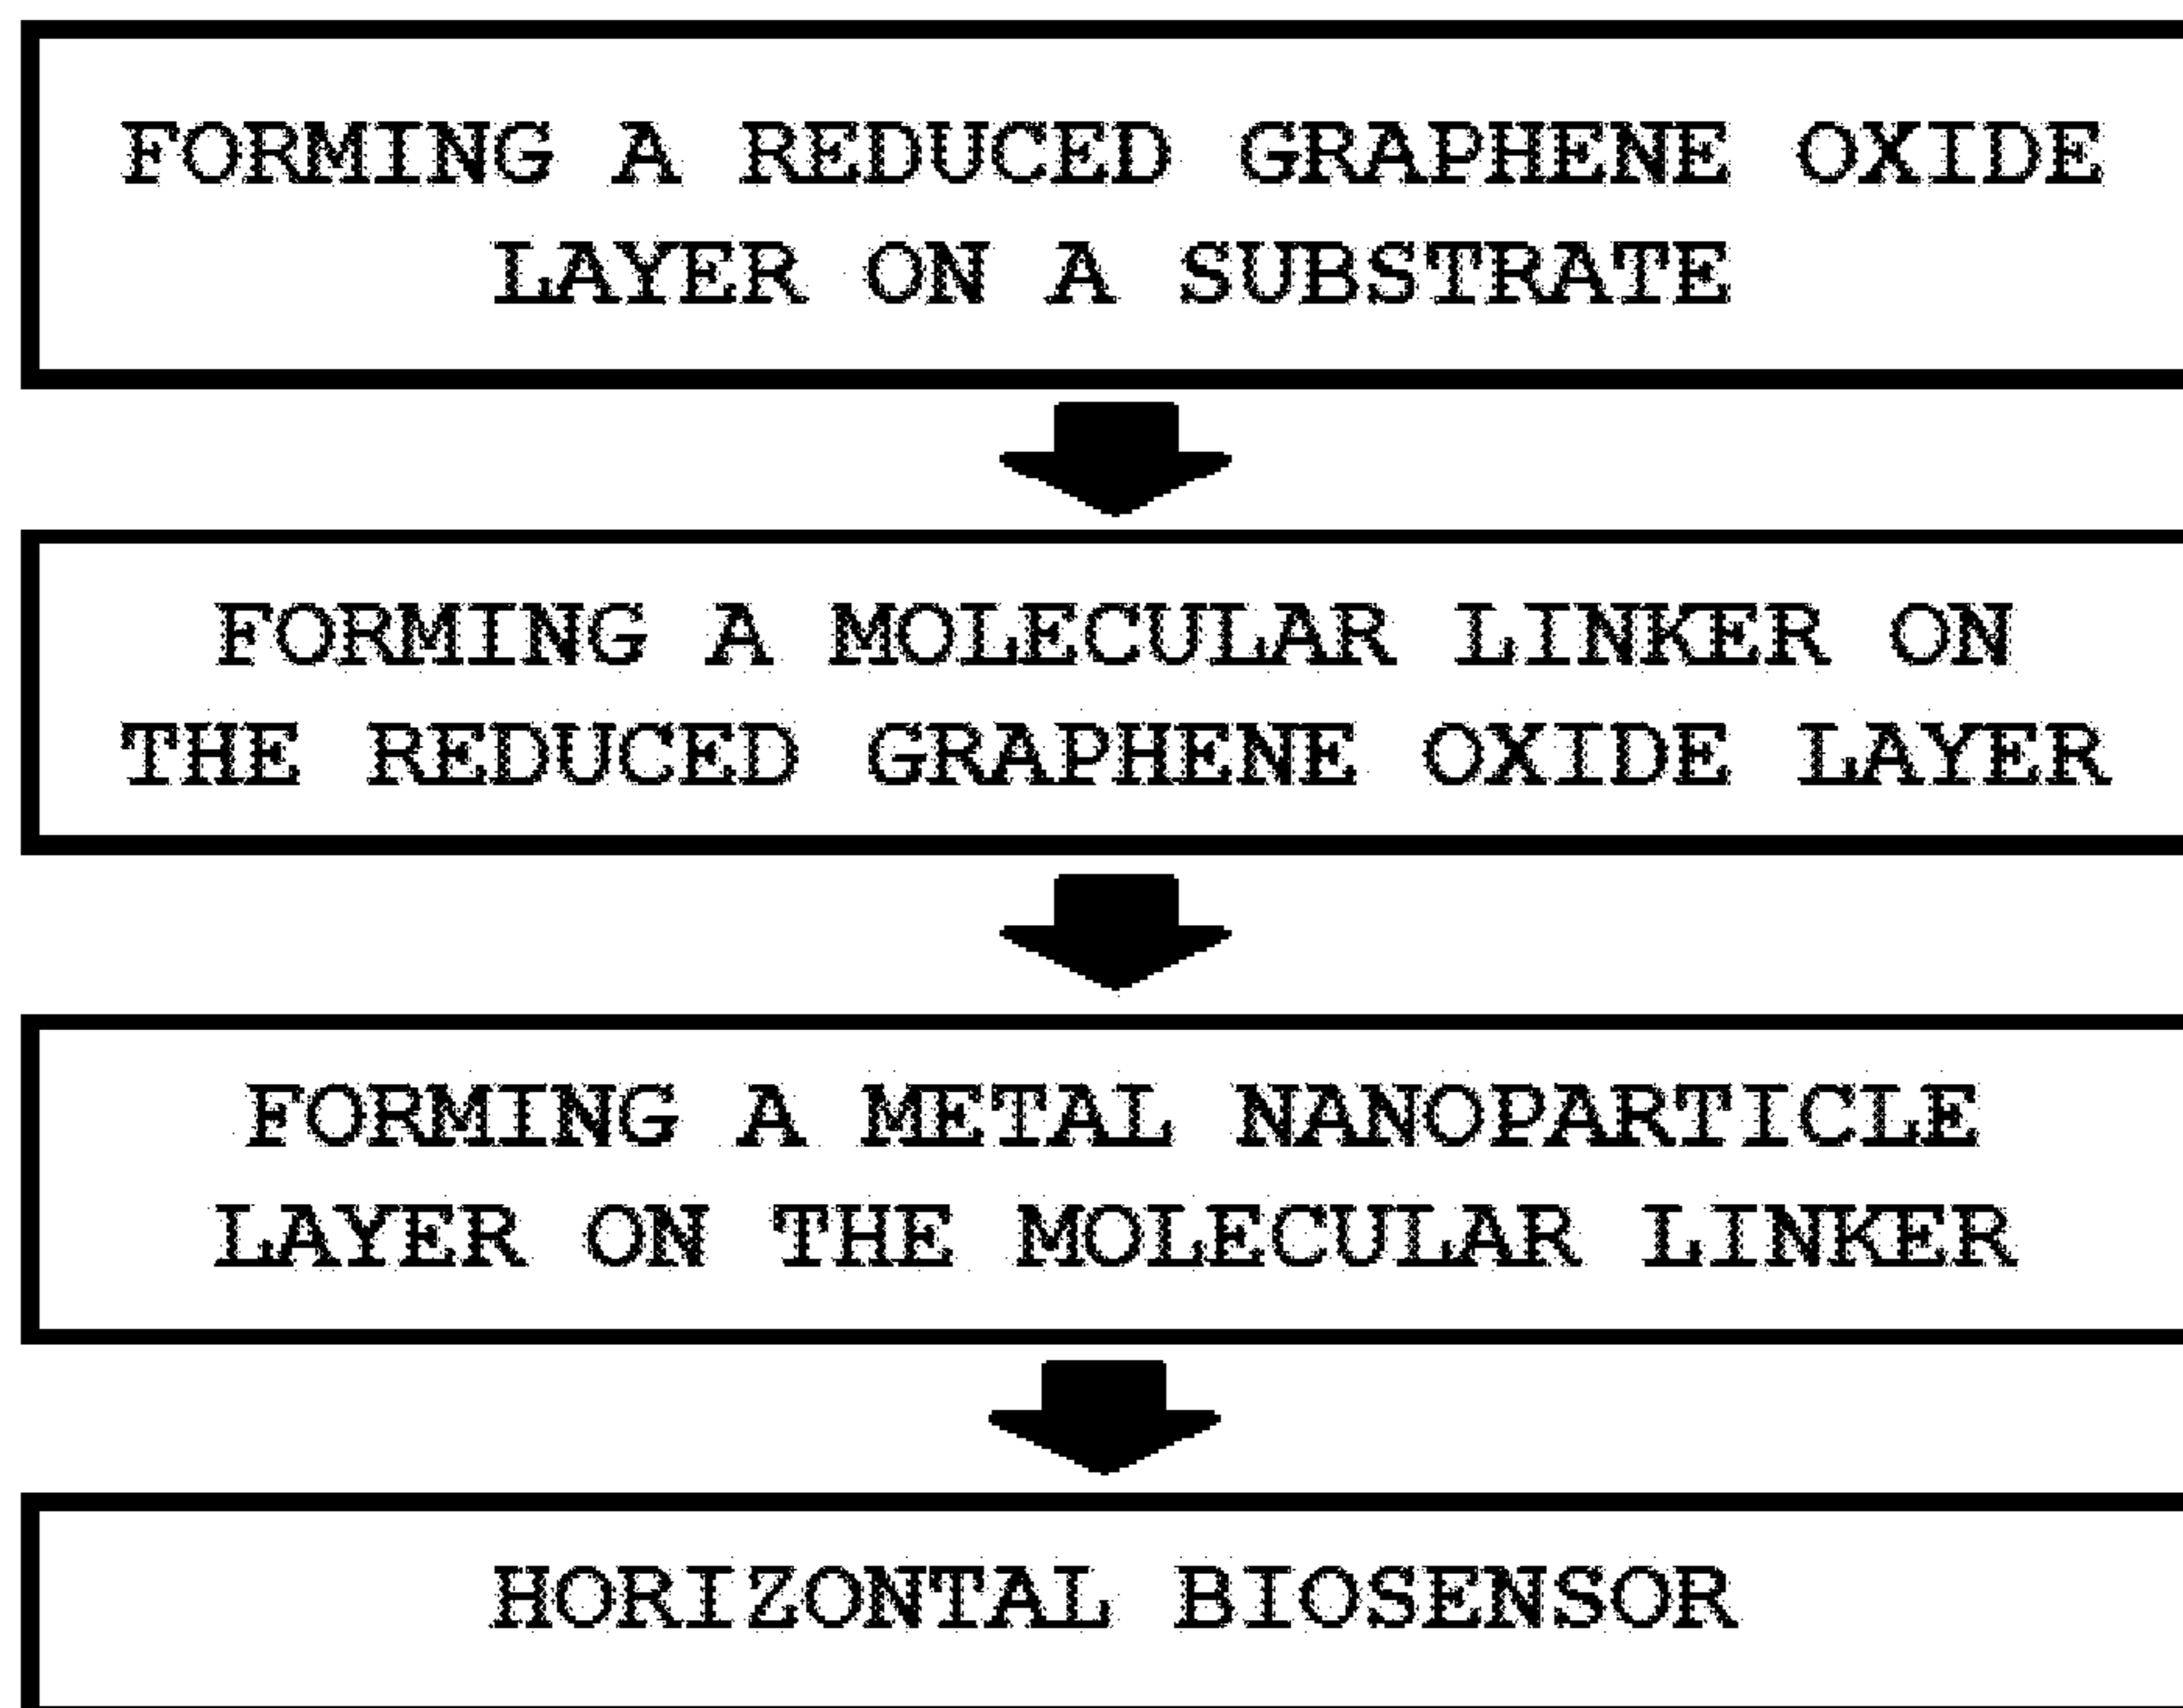 FORMING A REDUCED GRAPHENE OXIDE
LAYER ON A SUBSTRATE
FORMING A MOLECULAR LINKER ON
THE REDUCED GRAPHENE OXIDE LAYER
FORMING A METAL NANOPARTICLE
LAYER ON THE MOLECULAR LINKER
HORIZONTAL BIOSENSOR